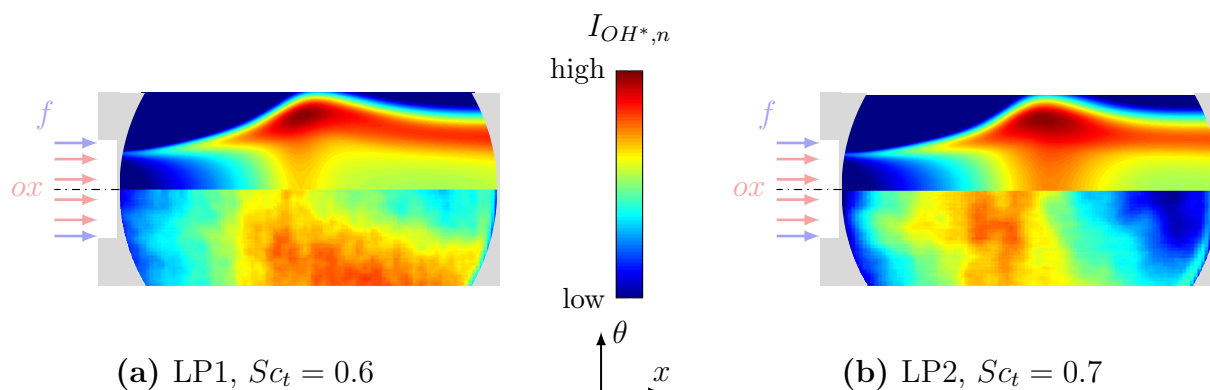 I_{OH*,n}
high
low
f
ox
f
ox
θ
x
(a) LP1, Sc_t = 0.6
(b) LP2, Sc_t = 0.7